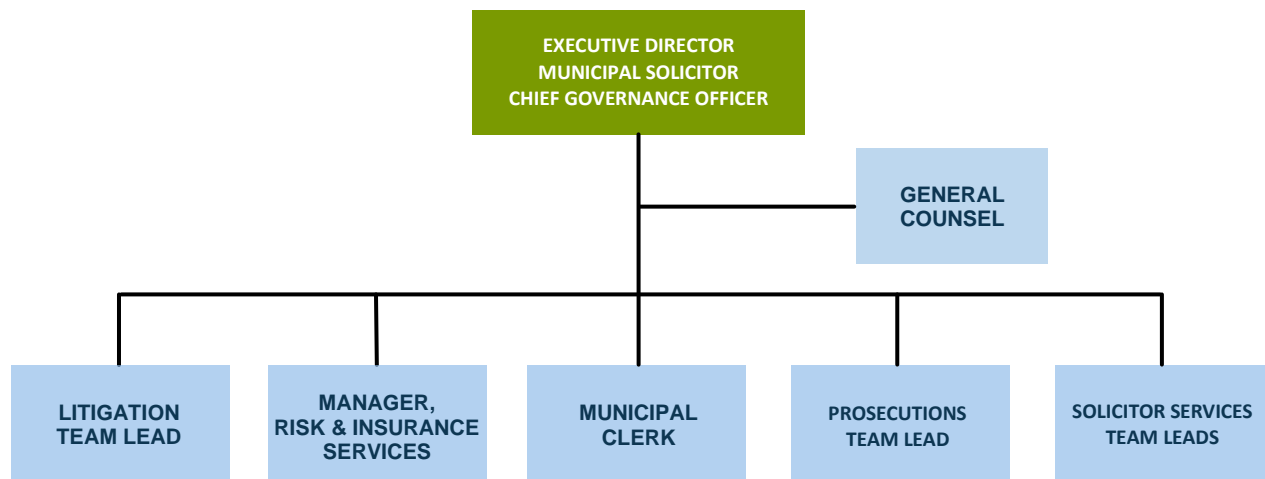 EXECUTIVE DIRECTOR
MUNICIPAL SOLICITOR
CHIEF GOVERNANCE OFFICER
GENERAL
COUNSEL
LITIGATION
TEAM LEAD
MANAGER,
RISK & INSURANCE
SERVICES
MUNICIPAL
CLERK
PROSECUTIONS
TEAM LEAD
SOLICITOR SERVICES
TEAM LEADS